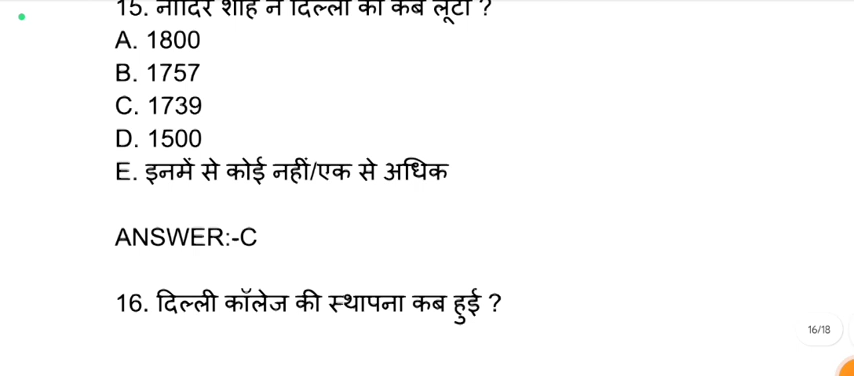 15. नादिर शाह ने दिल्ली को कब लूटा ?
A. 1800
B. 1757
C. 1739
D. 1500
E. इनमें से कोई नहीं/एक से अधिक
ANSWER:-C
16. दिल्ली कॉलेज की स्थापना कब हुई ?
16/18